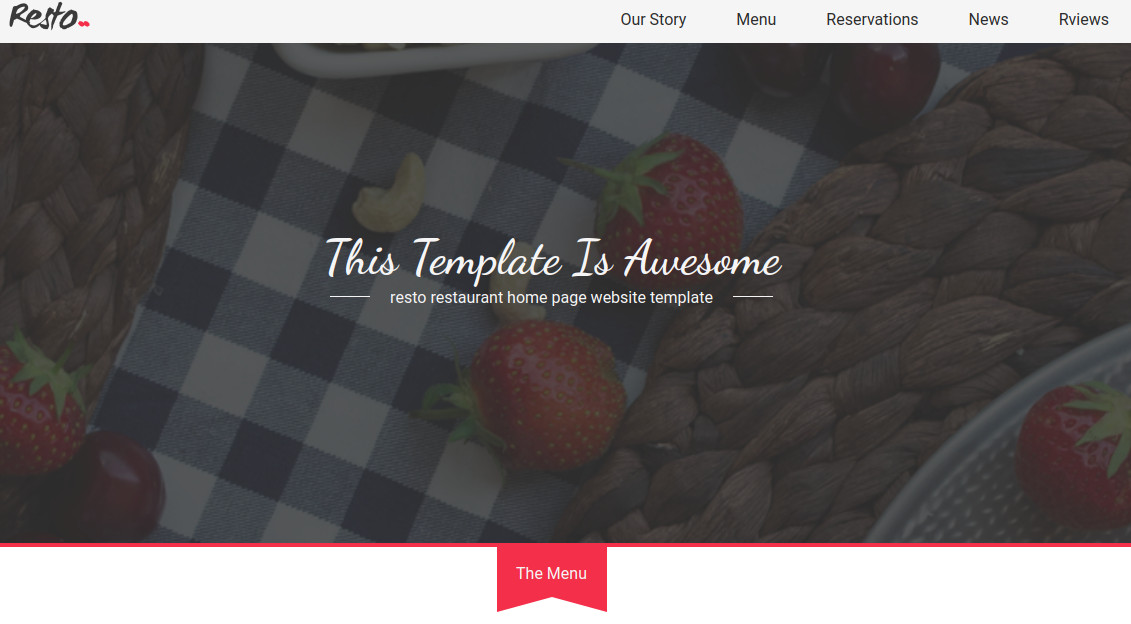 Resto
Our Story
Menu
Reservations
News
Rviews
This Template Is Awesome
resto restaurant home page website template
The Menu